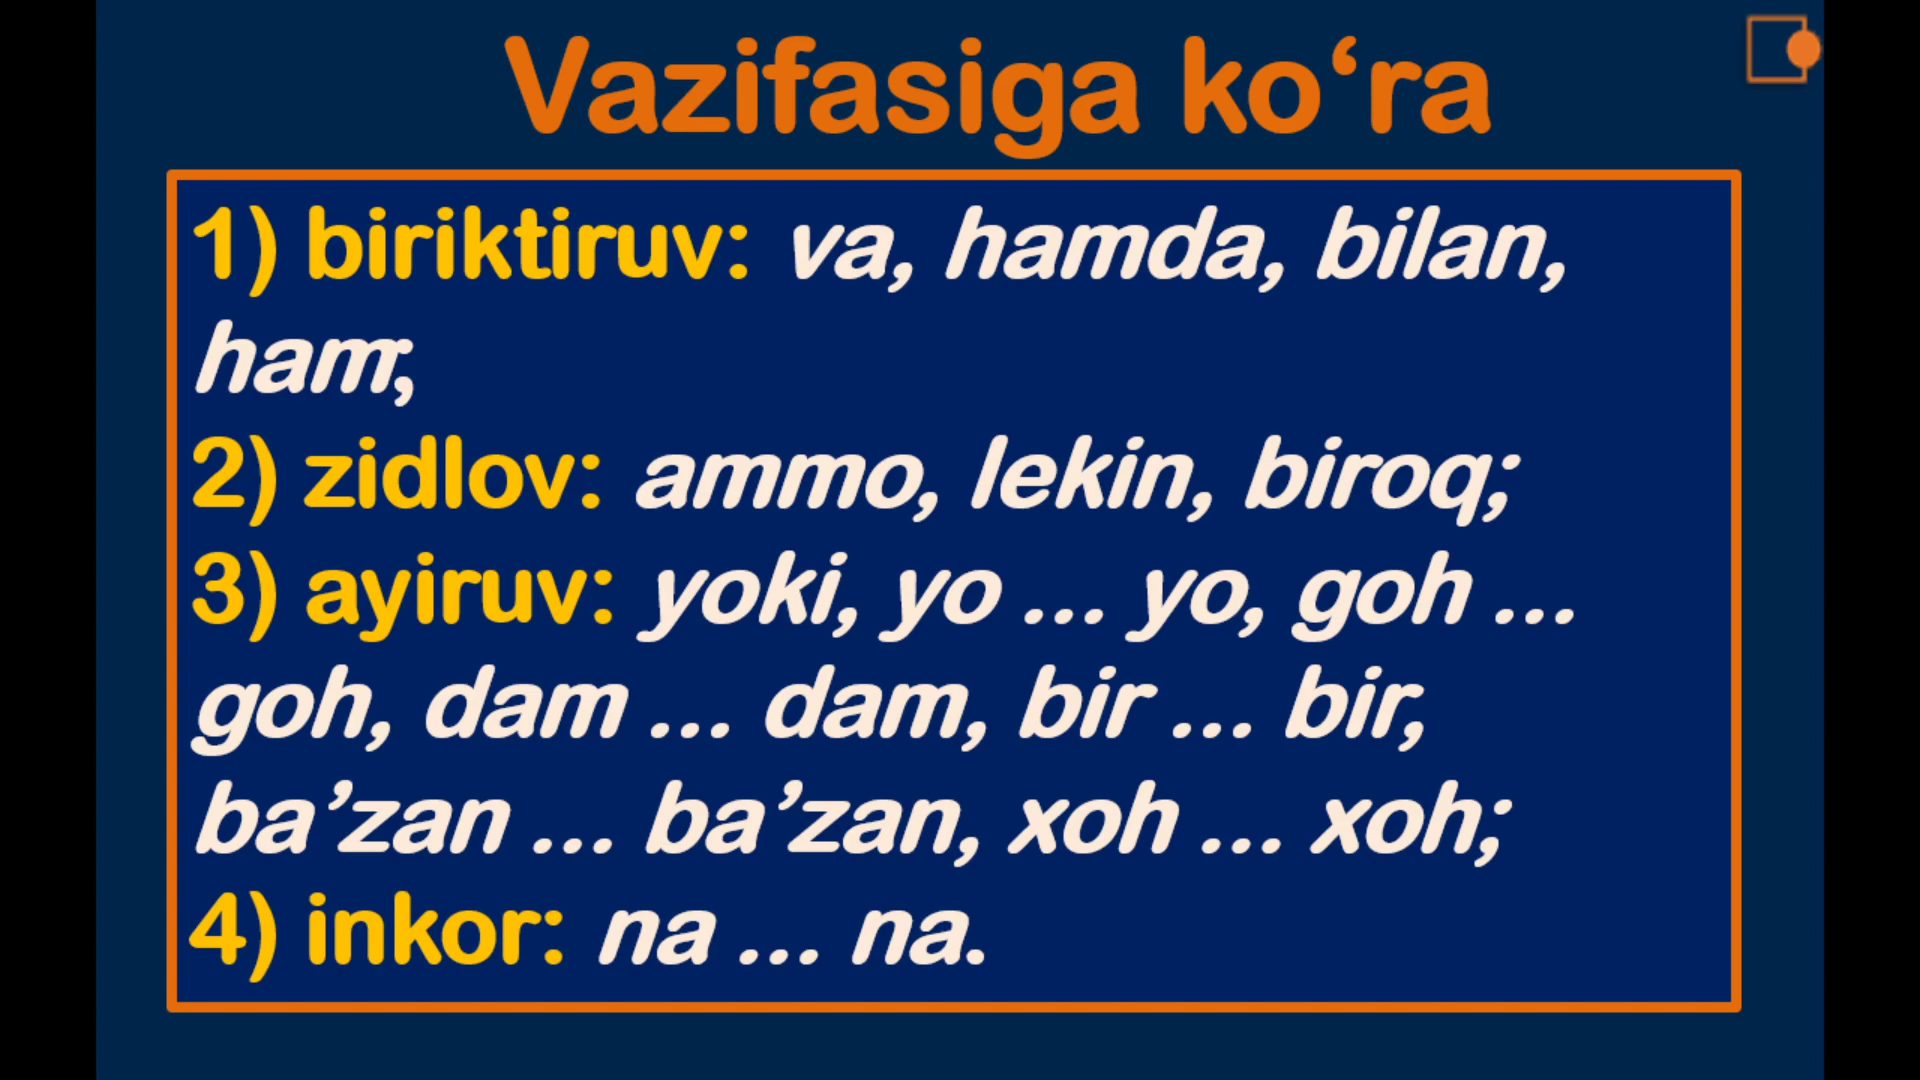 Vazifasiga ko‘ra
1) biriktiruv: va, hamda, bilan,
ham;
2) zidlov: ammo, lekin, biroq;
3) ayiruv: yoki, yo ... yo, goh ...
goh, dam ... dam, bir ... bir,
ba’zan ... ba’zan, xoh ... xoh;
4) inkor: na ... na.